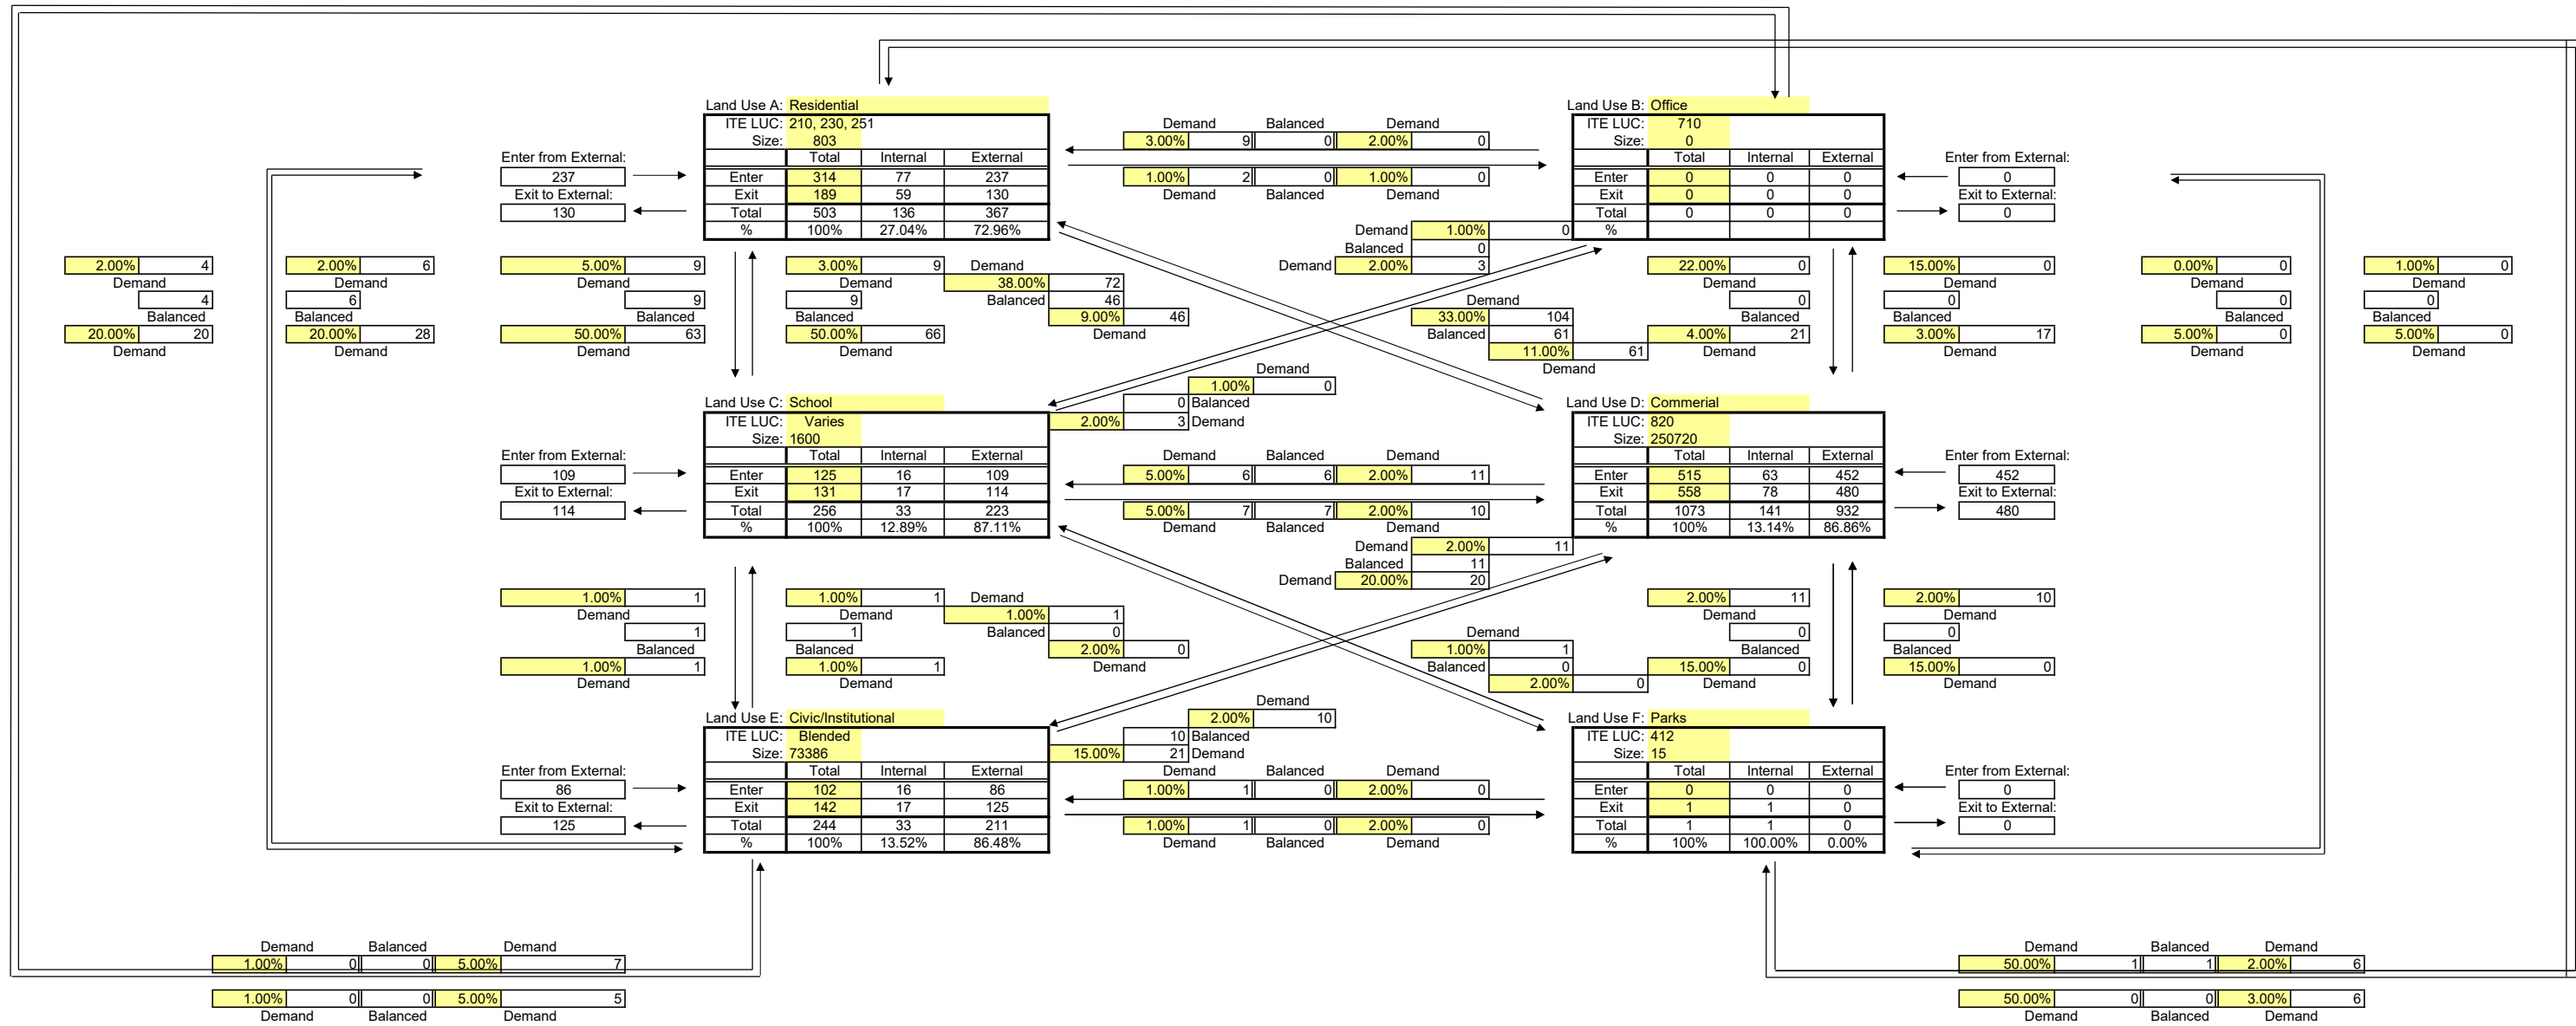 Land Use A: Residential
ITE LUC: 210, 230, 251
Size: 803
Total Internal External
Enter 314 77 237
Exit 189 59 130
Total 503 136 367
% 100% 27.04% 72.96%
Enter from External:
237
Exit to External:
130
Demand Balanced Demand
3.00% 9 0 2.00% 0
1.00% 2 0 1.00% 0
Demand Balanced Demand
Land Use B: Office
ITE LUC: 710
Size: 0
Total Internal External
Enter 0 0 0
Exit 0 0 0
Total 0 0 0
%
Enter from External:
0
Exit to External:
0
Demand 1.00% 0
Balanced 0
Demand 2.00% 3
2.00% 4
Demand
4
Balanced
20.00% 20
Demand
2.00% 6
Demand
6
Balanced
20.00% 28
Demand
5.00% 9
Demand
9
Balanced
50.00% 63
Demand
3.00% 9
Demand
9
Balanced
50.00% 66
Demand
Demand
38.00% 72
Balanced 46
9.00% 46
Demand
Demand
33.00% 104
Balanced 61
11.00% 61
Demand
22.00% 0
Demand
0
Balanced
4.00% 21
Demand
15.00% 0
Demand
0
Balanced
3.00% 17
Demand
0.00% 0
Demand
0
Balanced
5.00% 0
Demand
1.00% 0
Demand
0
Balanced
5.00% 0
Demand
Demand
1.00% 0
0 Balanced
2.00% 3 Demand
Land Use C: School
ITE LUC: Varies
Size: 1600
Total Internal External
Enter 125 16 109
Exit 131 17 114
Total 256 33 223
% 100% 12.89% 87.11%
Enter from External:
109
Exit to External:
114
Demand Balanced Demand
5.00% 6 6 2.00% 11
5.00% 7 7 2.00% 10
Demand Balanced Demand
Land Use D: Commerial
ITE LUC: 820
Size: 250720
Total Internal External
Enter 515 63 452
Exit 558 78 480
Total 1073 141 932
% 100% 13.14% 86.86%
Enter from External:
452
Exit to External:
480
Demand 2.00% 11
Balanced 11
Demand 20.00% 20
1.00% 1
Demand
1
Balanced
1.00% 1
Demand
1.00% 1
Demand
1
Balanced
1.00% 1
Demand
Demand
1.00% 1
Balanced 0
2.00% 0
Demand
Demand
1.00% 1
Balanced 0
2.00% 0
2.00% 11
Demand
0
Balanced
15.00% 0
Demand
2.00% 10
Demand
0
Balanced
15.00% 0
Demand
Demand
2.00% 10
10 Balanced
15.00% 21 Demand
Land Use E: Civic/Institutional
ITE LUC: Blended
Size: 73386
Total Internal External
Enter 102 16 86
Exit 142 17 125
Total 244 33 211
% 100% 13.52% 86.48%
Enter from External:
86
Exit to External:
125
Demand Balanced Demand
1.00% 1 0 2.00% 0
1.00% 1 0 2.00% 0
Demand Balanced Demand
Land Use F: Parks
ITE LUC: 412
Size: 15
Total Internal External
Enter 0 0 0
Exit 1 1 0
Total 1 1 0
% 100% 100.00% 0.00%
Enter from External:
0
Exit to External:
0
Demand Balanced Demand
1.00% 0 0 5.00% 7
1.00% 0 0 5.00% 5
Demand Balanced Demand
Demand Balanced Demand
50.00% 1 1 2.00% 6
50.00% 0 0 3.00% 6
Demand Balanced Demand